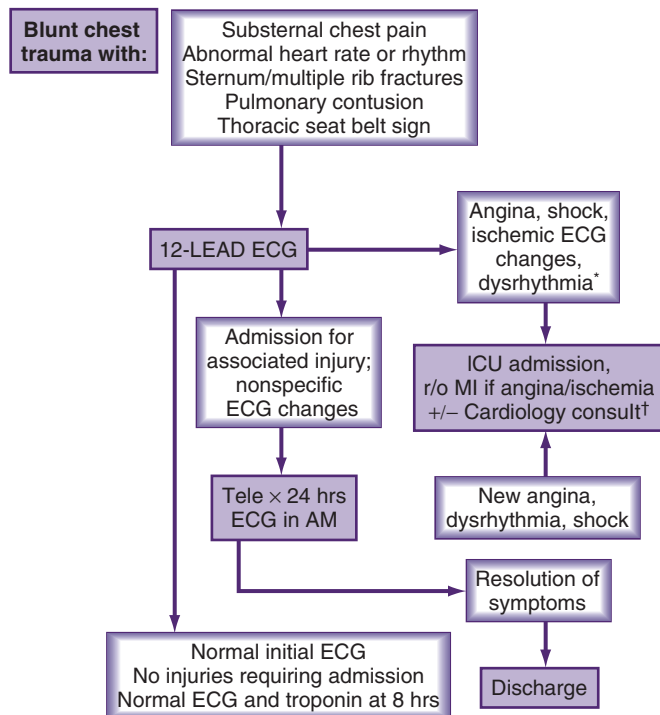 Blunt chest
trauma with:
Substernal chest pain
Abnormal heart rate or rhythm
Sternum/multiple rib fractures
Pulmonary contusion
Thoracic seat belt sign
12-LEAD ECG
Angina, shock,
ischemic ECG
changes,
dysrhythmia*
Admission for
associated injury;
nonspecific
ECG changes
ICU admission,
r/o MI if angina/ischemia
+/− Cardiology consult†
Tele × 24 hrs
ECG in AM
New angina,
dysrhythmia, shock
Resolution of
symptoms
Normal initial ECG
No injuries requiring admission
Normal ECG and troponin at 8 hrs
Discharge